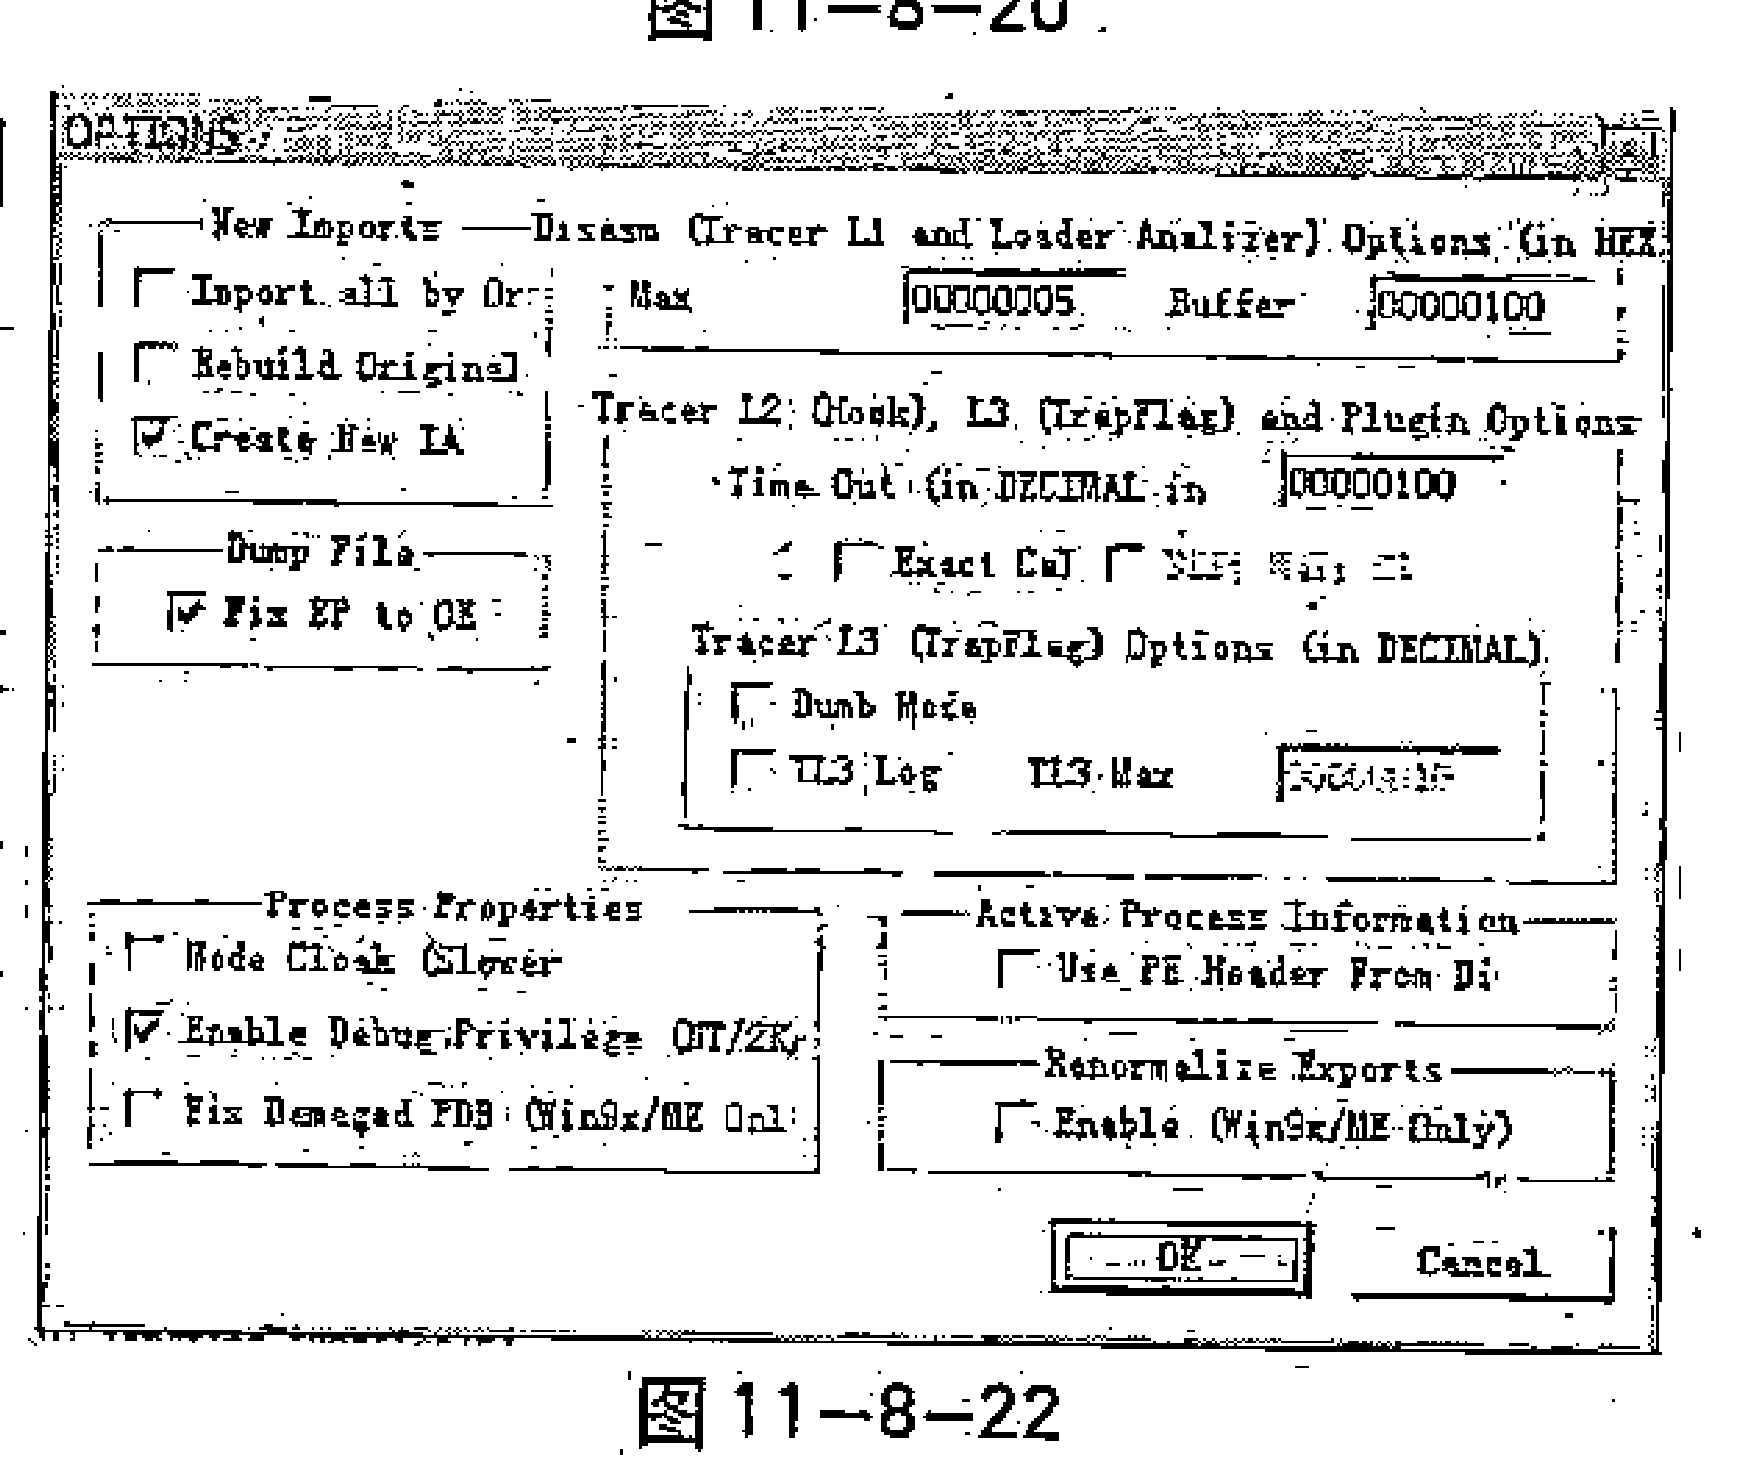 图 11-8-20
OPTIONS
New Imports
Disasm (Tracer L1 and Loader Analizer) Options (in HEX
Import all by Or
Max 00000005 Buffer 00000100
Rebuild Original
Create New IA
Tracer L2 (Hook), L3 (TrapFlag) and Plugin Options
Time Out (in DECIMAL in 00000100
Dump File
Exact Cal
Fix EP to OE
Tracer L3 (TrapFlag) Options (in DECIMAL)
Dumb Mode
TL3 Log TL3 Max
Process Properties
Active Process Information
Mode Cloak (Slower
Use PE Header From Di
Enable Debug Privilege (NT/2K/
Renormalize Exports
Fix Damaged PDB (Win9x/ME Onl
Enable (Win9x/ME Only)
OK Cancel
图 11-8-22